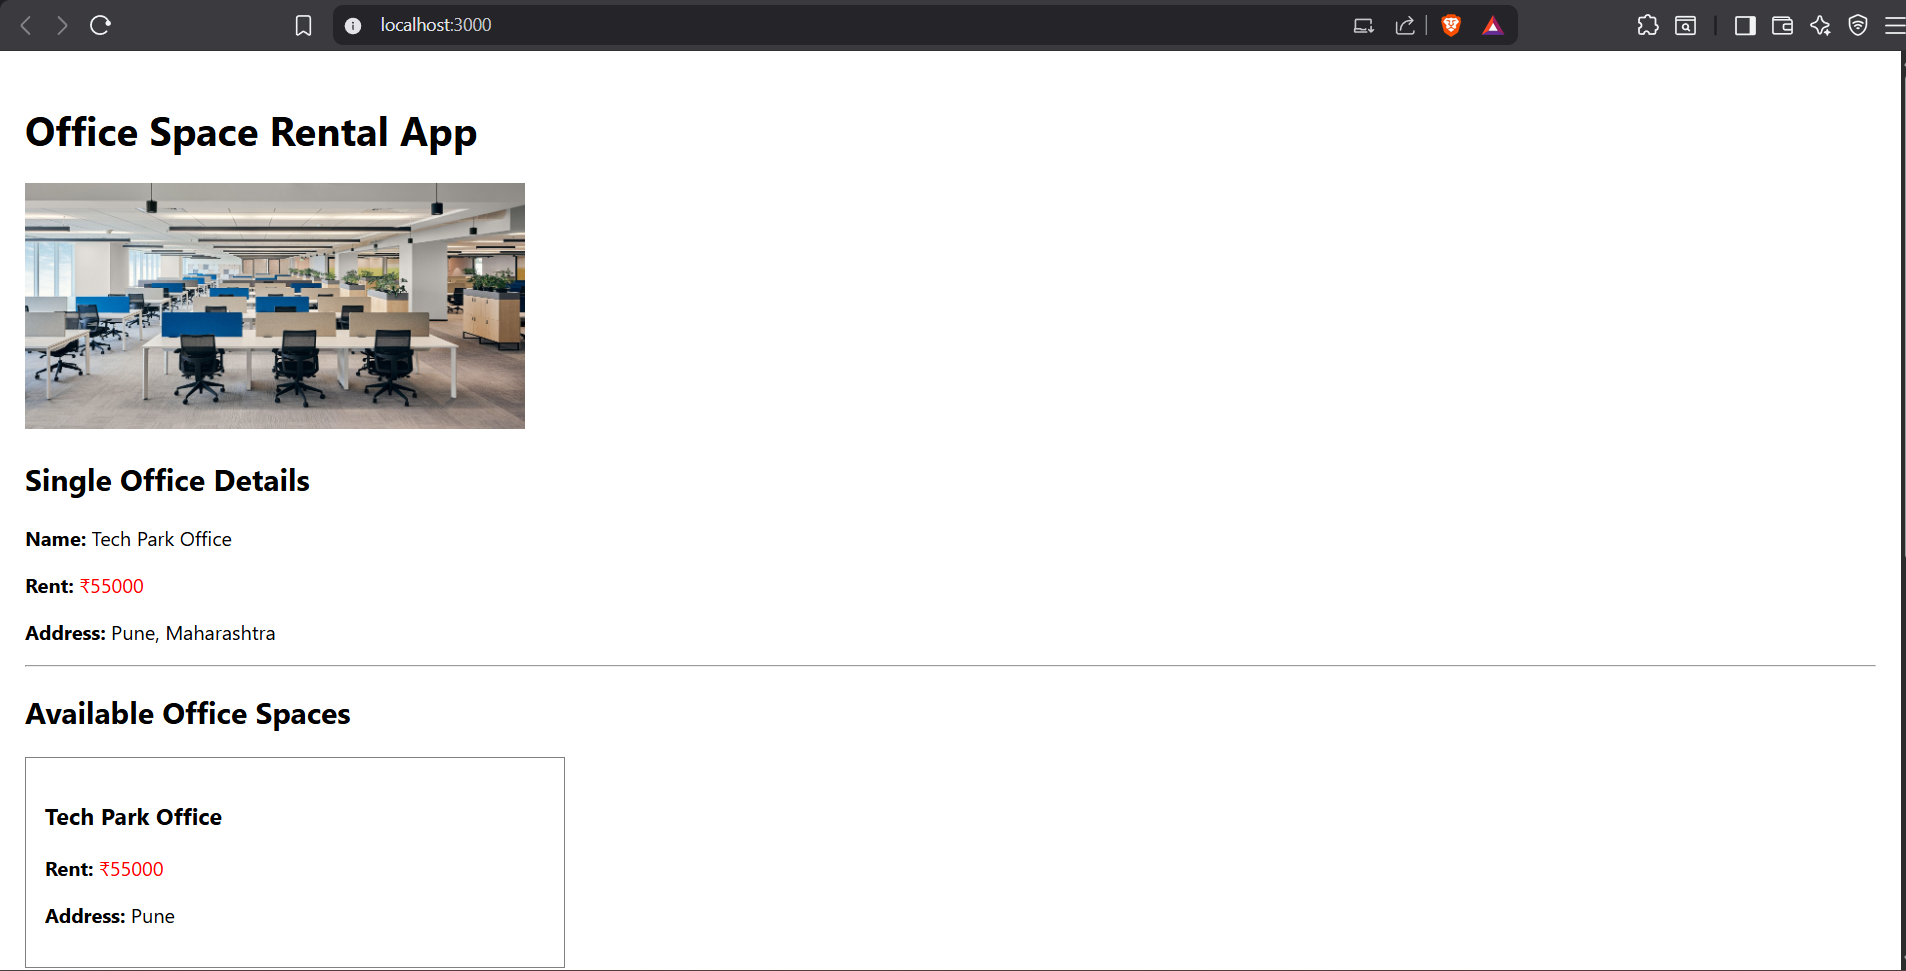 localhost:3000
Office Space Rental App
Single Office Details
Name: Tech Park Office
Rent: ₹55000
Address: Pune, Maharashtra
Available Office Spaces
Tech Park Office
Rent: ₹55000
Address: Pune